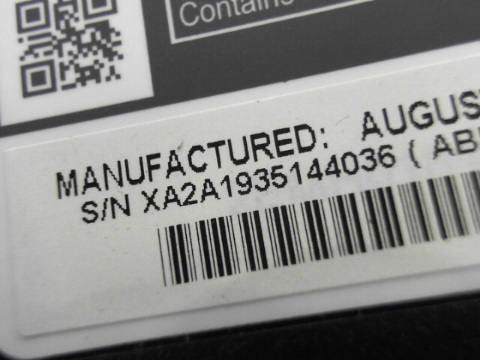 Contains
MANUFACTURED: AUGUS
S/N XA2A1935144036 ( AB